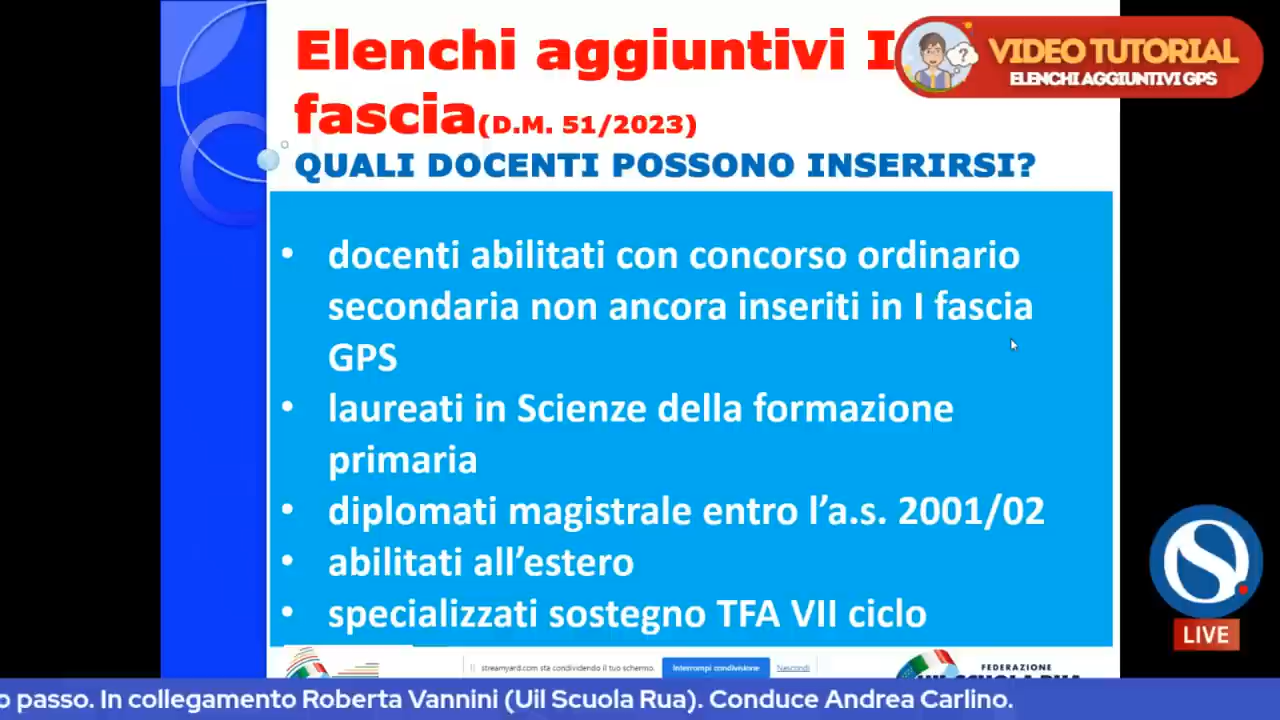 Elenchi aggiuntivi I
fascia(D.M. 51/2023)
VIDEO TUTORIAL
ELENCHI AGGIUNTIVI GPS
QUALI DOCENTI POSSONO INSERIRSI?
• docenti abilitati con concorso ordinario
secondaria non ancora inseriti in I fascia
GPS
• laureati in Scienze della formazione
primaria
• diplomati magistrale entro l’a.s. 2001/02
• abilitati all’estero
• specializzati sostegno TFA VII ciclo
LIVE
streamyard.com sta condividendo il tuo schermo.
Interrompi condivisione
Nascondi
FEDERAZIONE
UIL SCUOLA RUA
o passo. In collegamento Roberta Vannini (Uil Scuola Rua). Conduce Andrea Carlino.